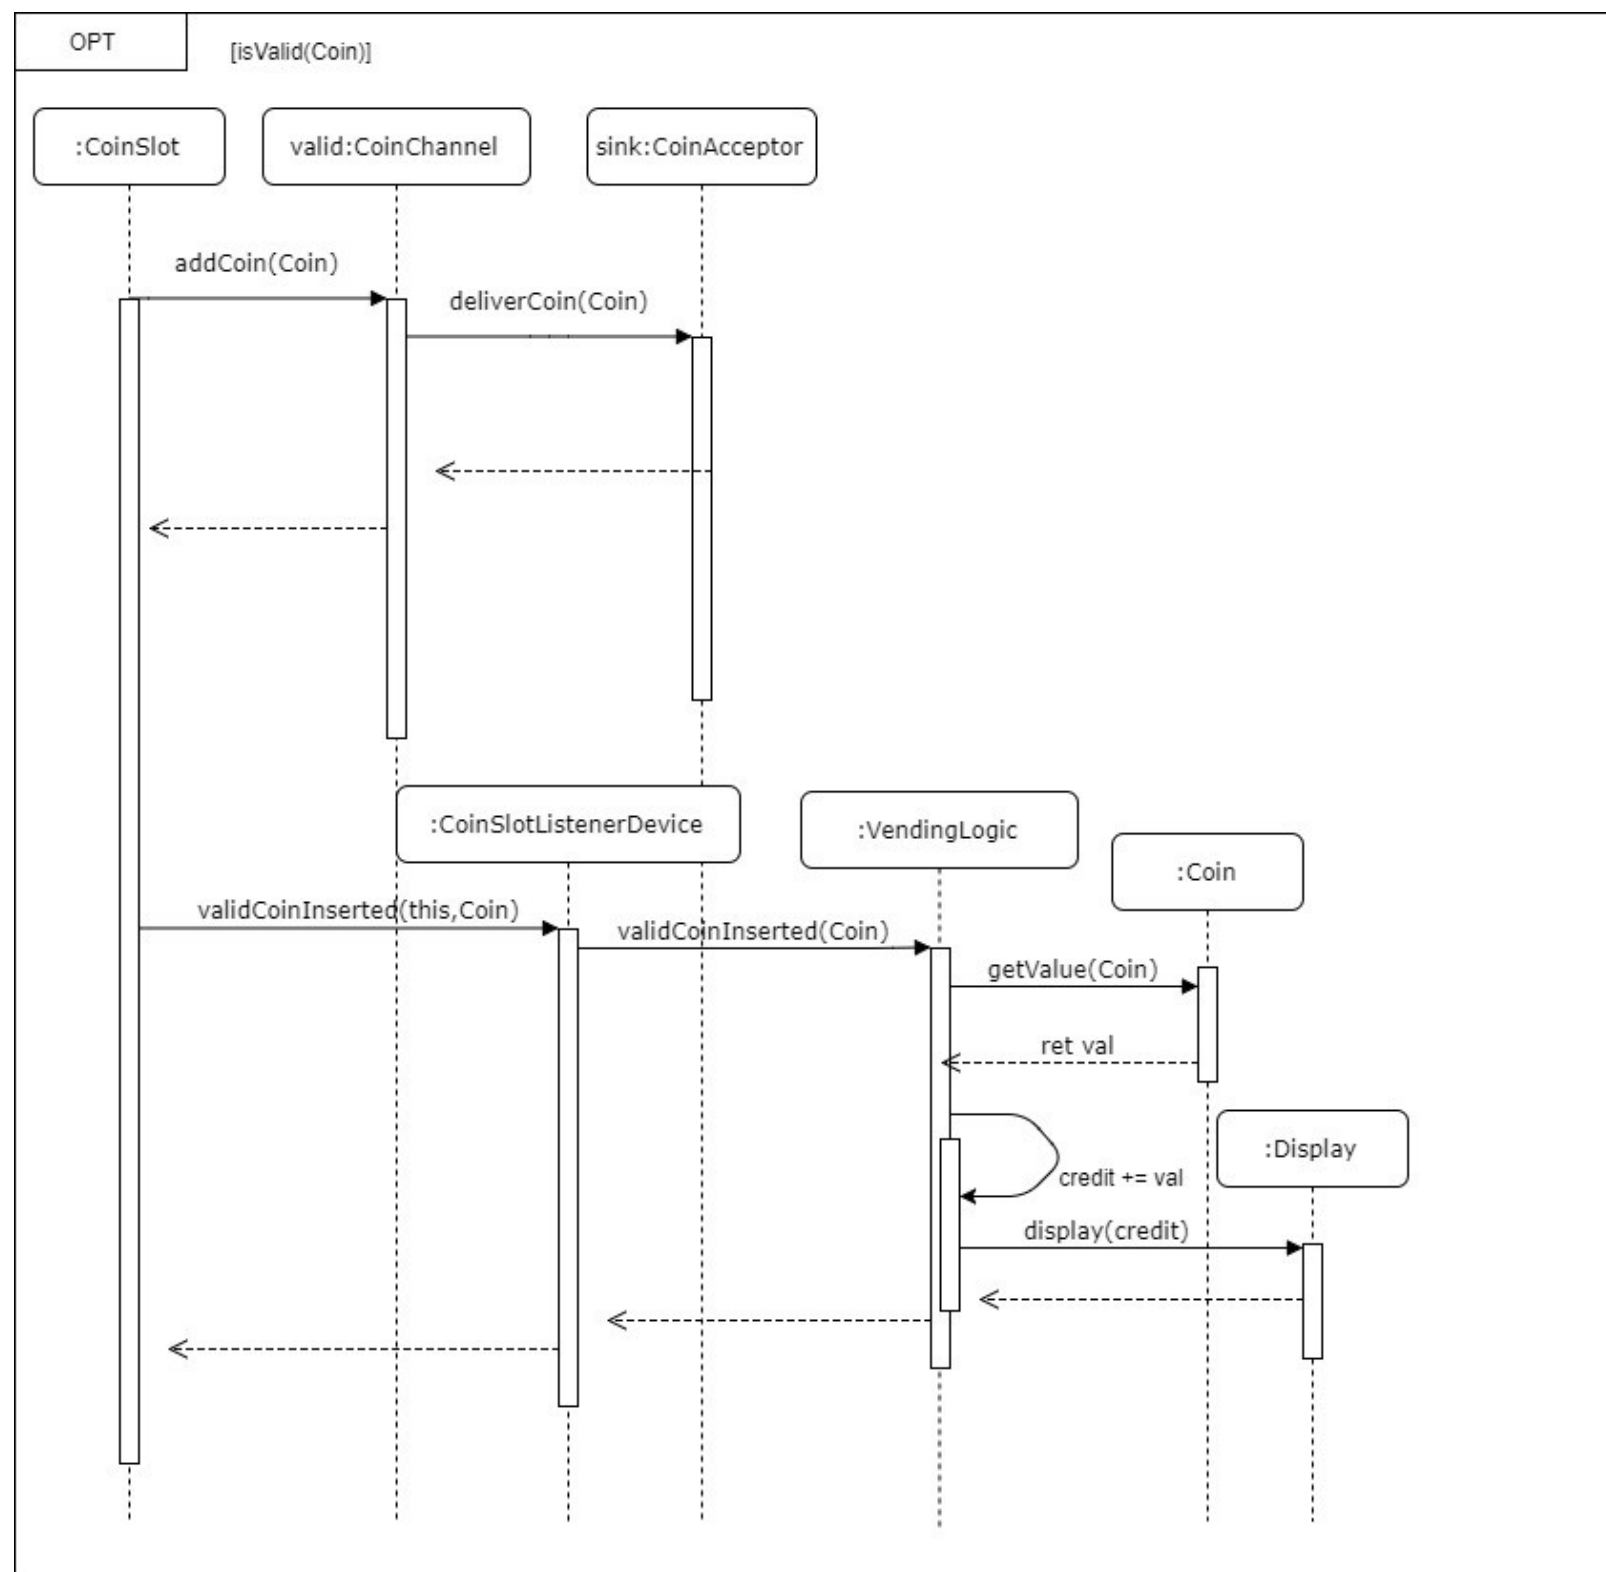 OPT
[isValid(Coin)]
:CoinSlot
valid:CoinChannel
sink:CoinAcceptor
addCoin(Coin)
deliverCoin(Coin)
:CoinSlotListenerDevice
:VendingLogic
:Coin
validCoinInserted(this,Coin)
validCoinInserted(Coin)
getValue(Coin)
ret val
:Display
credit += val
display(credit)